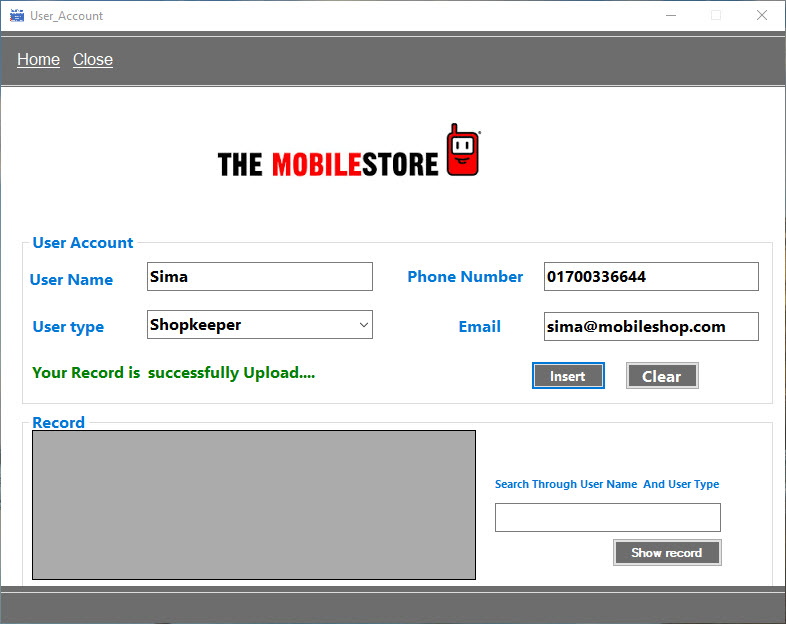 User_Account
Home Close
THE MOBILESTORE
User Account
User Name Sima Phone Number 01700336644
User type Shopkeeper Email sima@mobileshop.com
Your Record is successfully Upload.... Insert Clear
Record
Search Through User Name And User Type
Show record